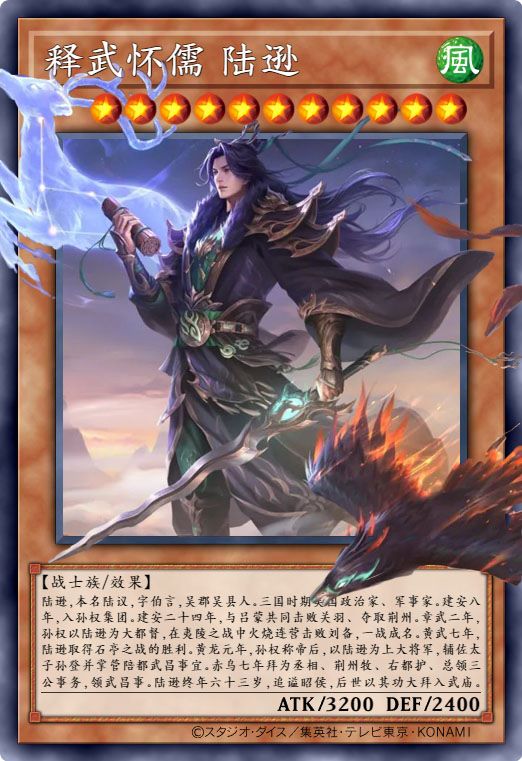 释武怀儒 陆逊
風
【战士族/效果】
陆逊,本名陆议,字伯言,吴郡吴县人。三国时期吴国政治家、军事家。建安八
年,入孙权集团。建安二十四年,与吕蒙共同击败关羽、夺取荆州。章武二年,
孙权以陆逊为大都督,在夷陵之战中火烧连营击败刘备,一战成名。黄武七年,
陆逊取得石亭之战的胜利。黄龙元年,孙权称帝后,以陆逊为上大将军,辅佐太
子孙登并掌管陪都武昌事宜。赤乌七年拜为丞相、荆州牧、右都护、总领三
公事务,领武昌事。陆逊终年六十三岁,追谥昭侯,后世以其功大拜入武庙。
ATK/3200 DEF/2400
©スタジオ・ダイス/集英社・テレビ東京・KONAMI